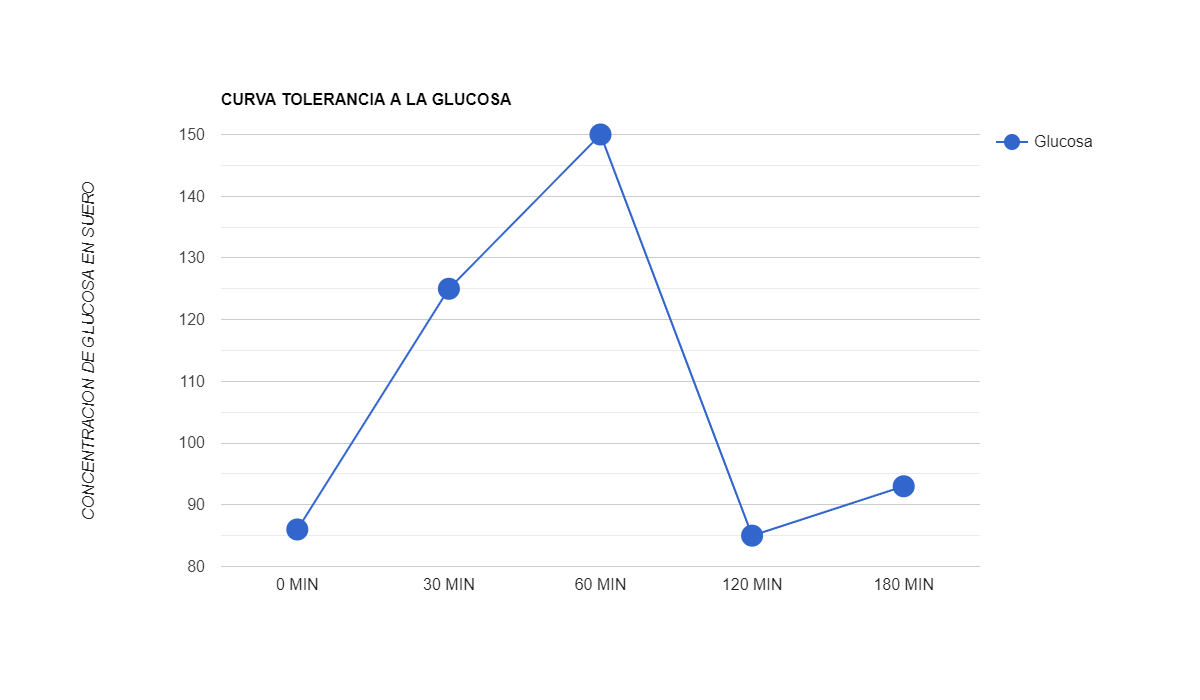 CURVA TOLERANCIA A LA GLUCOSA
150
140
130
120
110
100
90
80
CONCENTRACION DE GLUCOSA EN SUERO
0 MIN
30 MIN
60 MIN
120 MIN
180 MIN
Glucosa